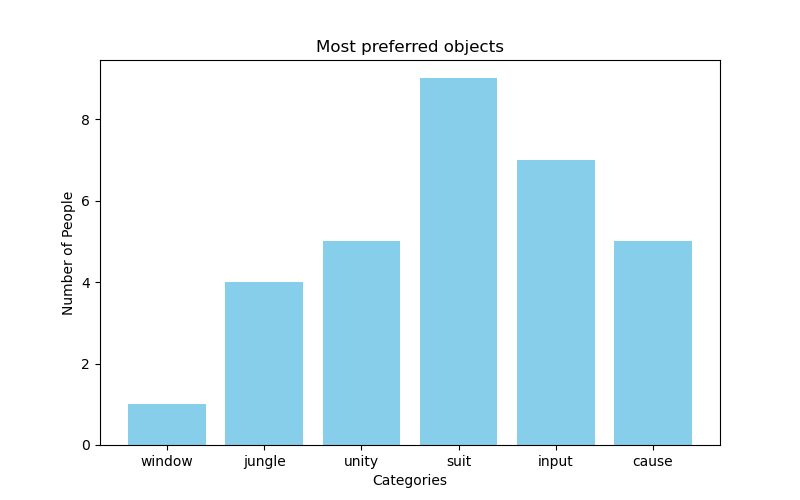 Most preferred objects
Number of People
8
6
4
2
0
window jungle unity suit input cause
Categories